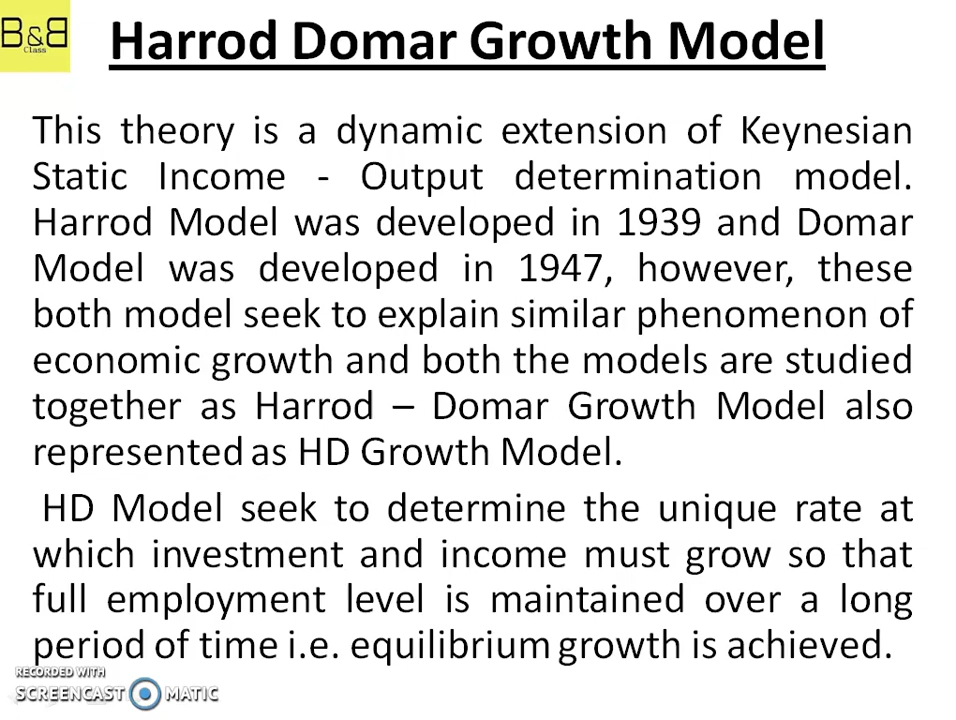 B&B
Class
Harrod Domar Growth Model
This theory is a dynamic extension of Keynesian
Static Income - Output determination model.
Harrod Model was developed in 1939 and Domar
Model was developed in 1947, however, these
both model seek to explain similar phenomenon of
economic growth and both the models are studied
together as Harrod – Domar Growth Model also
represented as HD Growth Model.
HD Model seek to determine the unique rate at
which investment and income must grow so that
full employment level is maintained over a long
period of time i.e. equilibrium growth is achieved.
RECORDED WITH
SCREENCAST MATIC